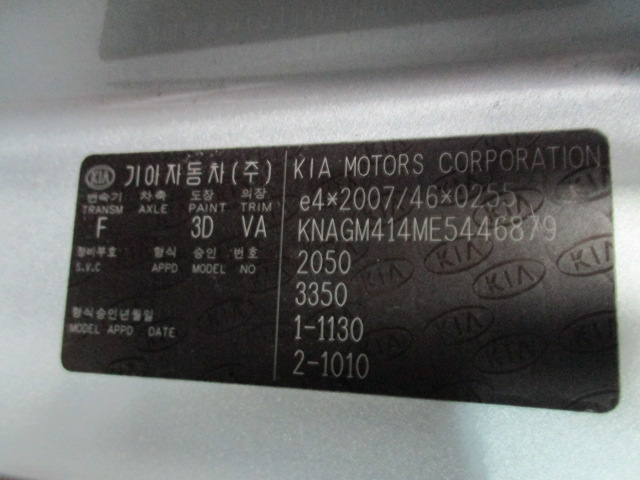 KIA 기아자동차(주)
변속기 차축 도장 의장
TRANSM AXLE PAINT TRIM
F 3D VA
정비부호 형식 승인 번호
S.V.C APPD MODEL NO
형식승인년월일
MODEL APPD DATE
KIA MOTORS CORPORATION
e4*2007/46*0255
KNAGM414ME5446879
2050
3350
1-1130
2-1010